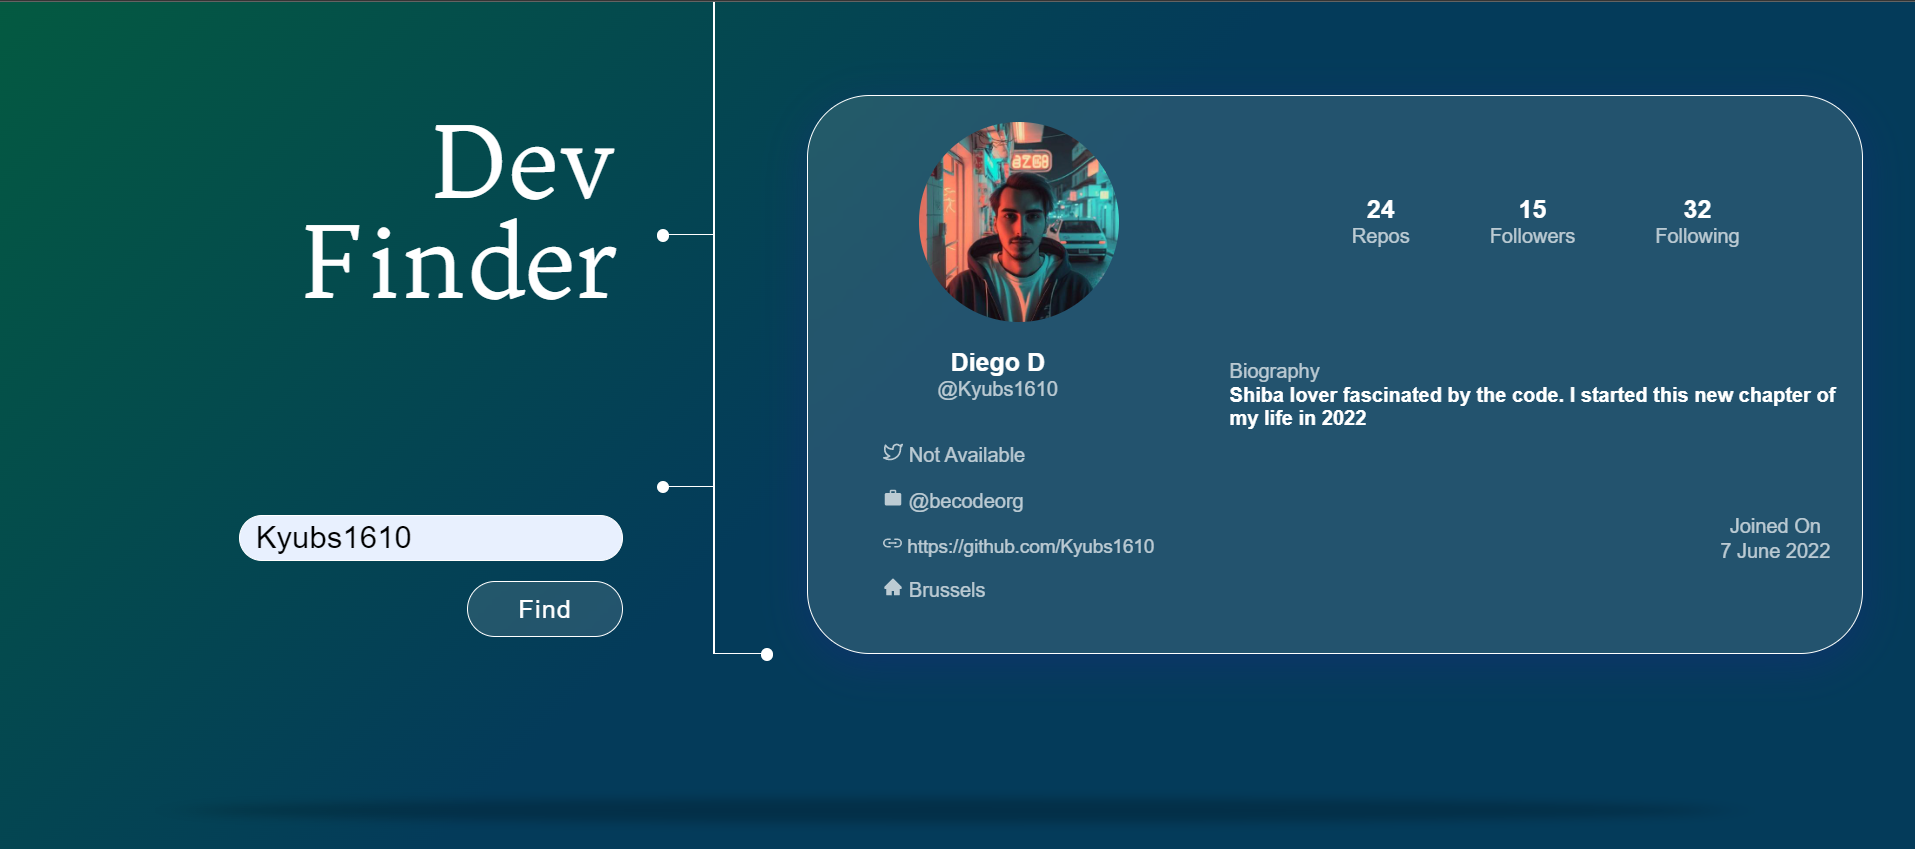 Dev
Finder
Kyubs1610
Find
24
Repos
15
Followers
32
Following
Diego D
@Kyubs1610
Not Available
@becodeorg
https://github.com/Kyubs1610
Brussels
Biography
Shiba lover fascinated by the code. I started this new chapter of
my life in 2022
Joined On
7 June 2022